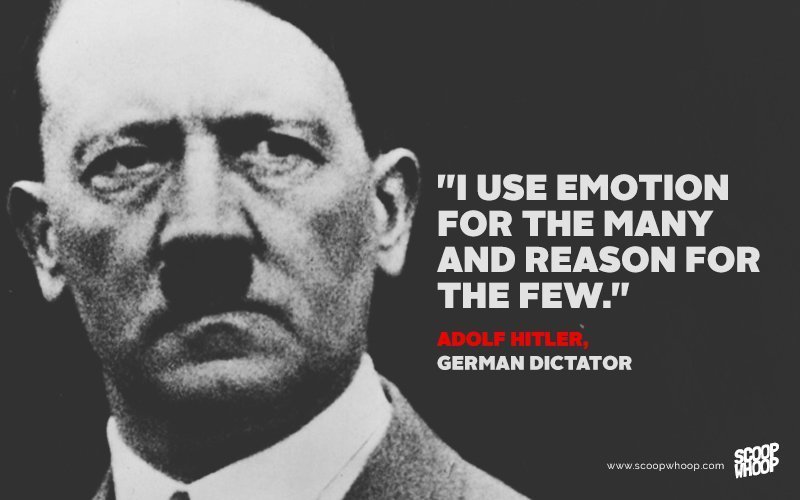 "I USE EMOTION
FOR THE MANY
AND REASON FOR
THE FEW."
ADOLF HITLER,
GERMAN DICTATOR
www.scoopwhoop.com
SCOOP
WHOOP